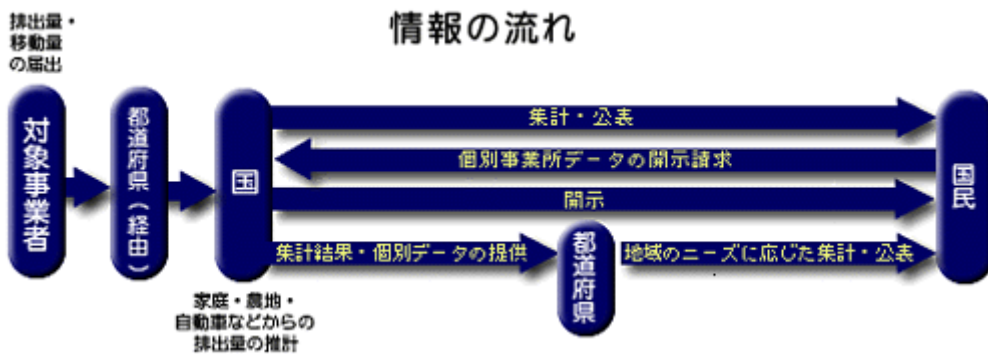 情報の流れ
排出量・
移動量
の届出
対象事業者
都道府県(経由)
国
集計・公表
個別事業所データの開示請求
開示
集計結果・個別データの提供
都道府県
地域のニーズに応じた集計・公表
国民
家庭・農地・
自動車などからの
排出量の推計